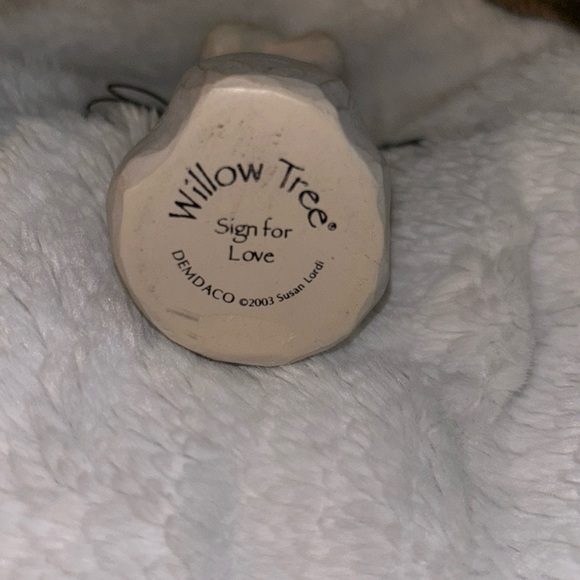 Willow Tree®
Sign for
Love
DEMDACO ©2003 Susan Lordi